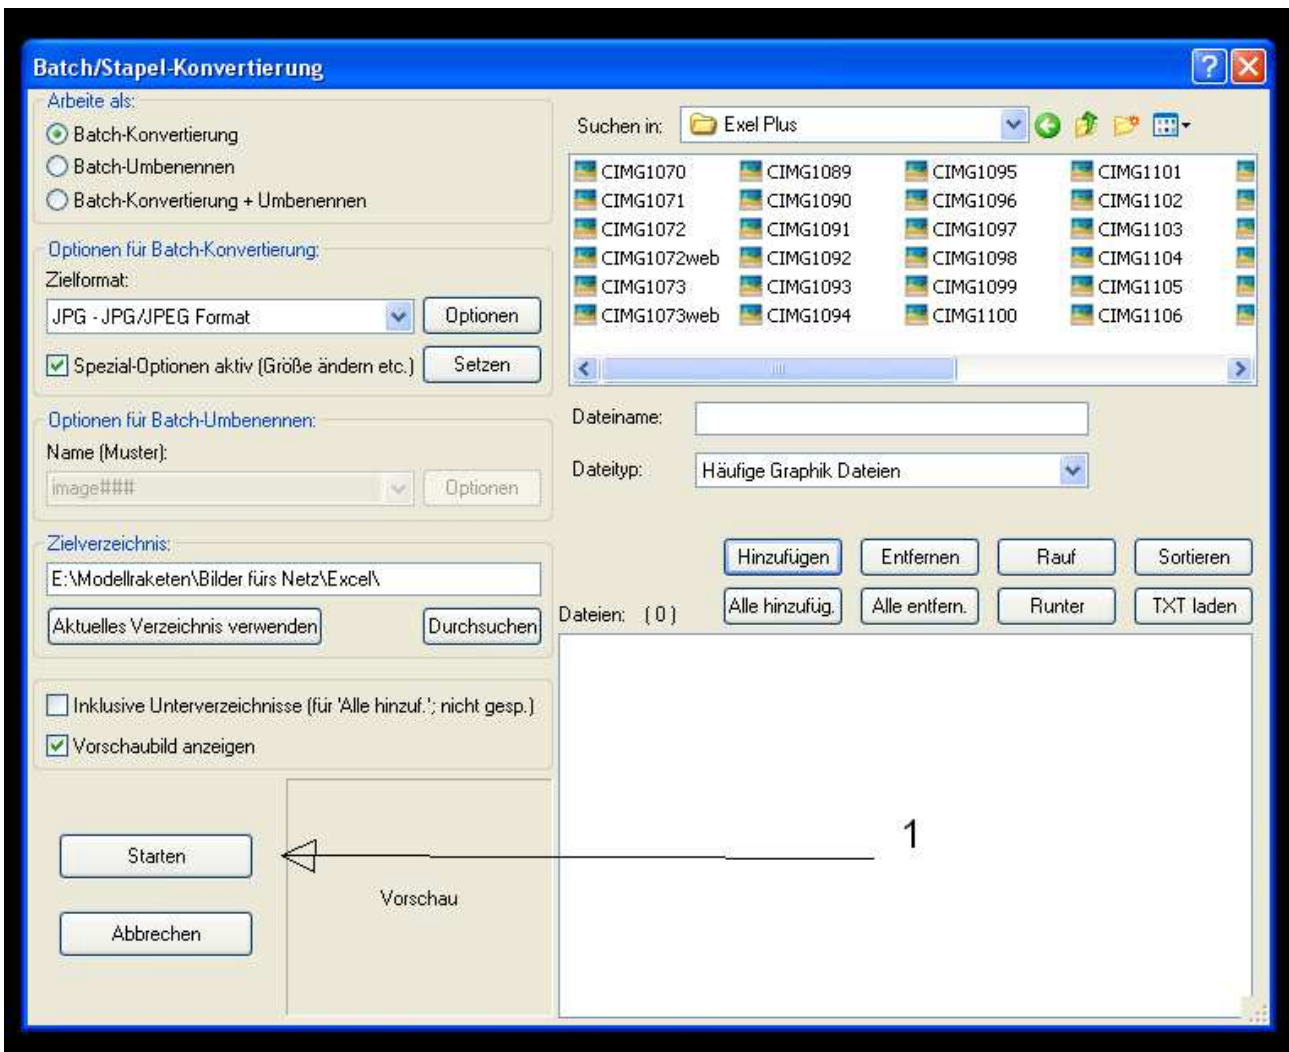 Batch/Stapel-Konvertierung
Arbeite als:
Batch-Konvertierung
Batch-Umbenennen
Batch-Konvertierung + Umbenennen
Optionen für Batch-Konvertierung:
Zielformat:
JPG - JPG/JPEG Format
Optionen
Spezial-Optionen aktiv (Größe ändern etc.)
Setzen
Optionen für Batch-Umbenennen:
Name (Muster):
image###
Optionen
Zielverzeichnis:
E:\Modellraketen\Bilder fürs Netz\Excel\
Aktuelles Verzeichnis verwenden
Durchsuchen
Inklusive Unterverzeichnisse (für 'Alle hinzuf.'; nicht gesp.)
Vorschaubild anzeigen
Starten
Abbrechen
Vorschau
Suchen in:
Exel Plus
CIMG1070 CIMG1089 CIMG1095 CIMG1101
CIMG1071 CIMG1090 CIMG1096 CIMG1102
CIMG1072 CIMG1091 CIMG1097 CIMG1103
CIMG1072web CIMG1092 CIMG1098 CIMG1104
CIMG1073 CIMG1093 CIMG1099 CIMG1105
CIMG1073web CIMG1094 CIMG1100 CIMG1106
Dateiname:
Dateityp:
Häufige Graphik Dateien
Hinzufügen Entfernen Rauf Sortieren
Dateien: ( 0 )
Alle hinzufüg. Alle entfern. Runter TXT laden
1